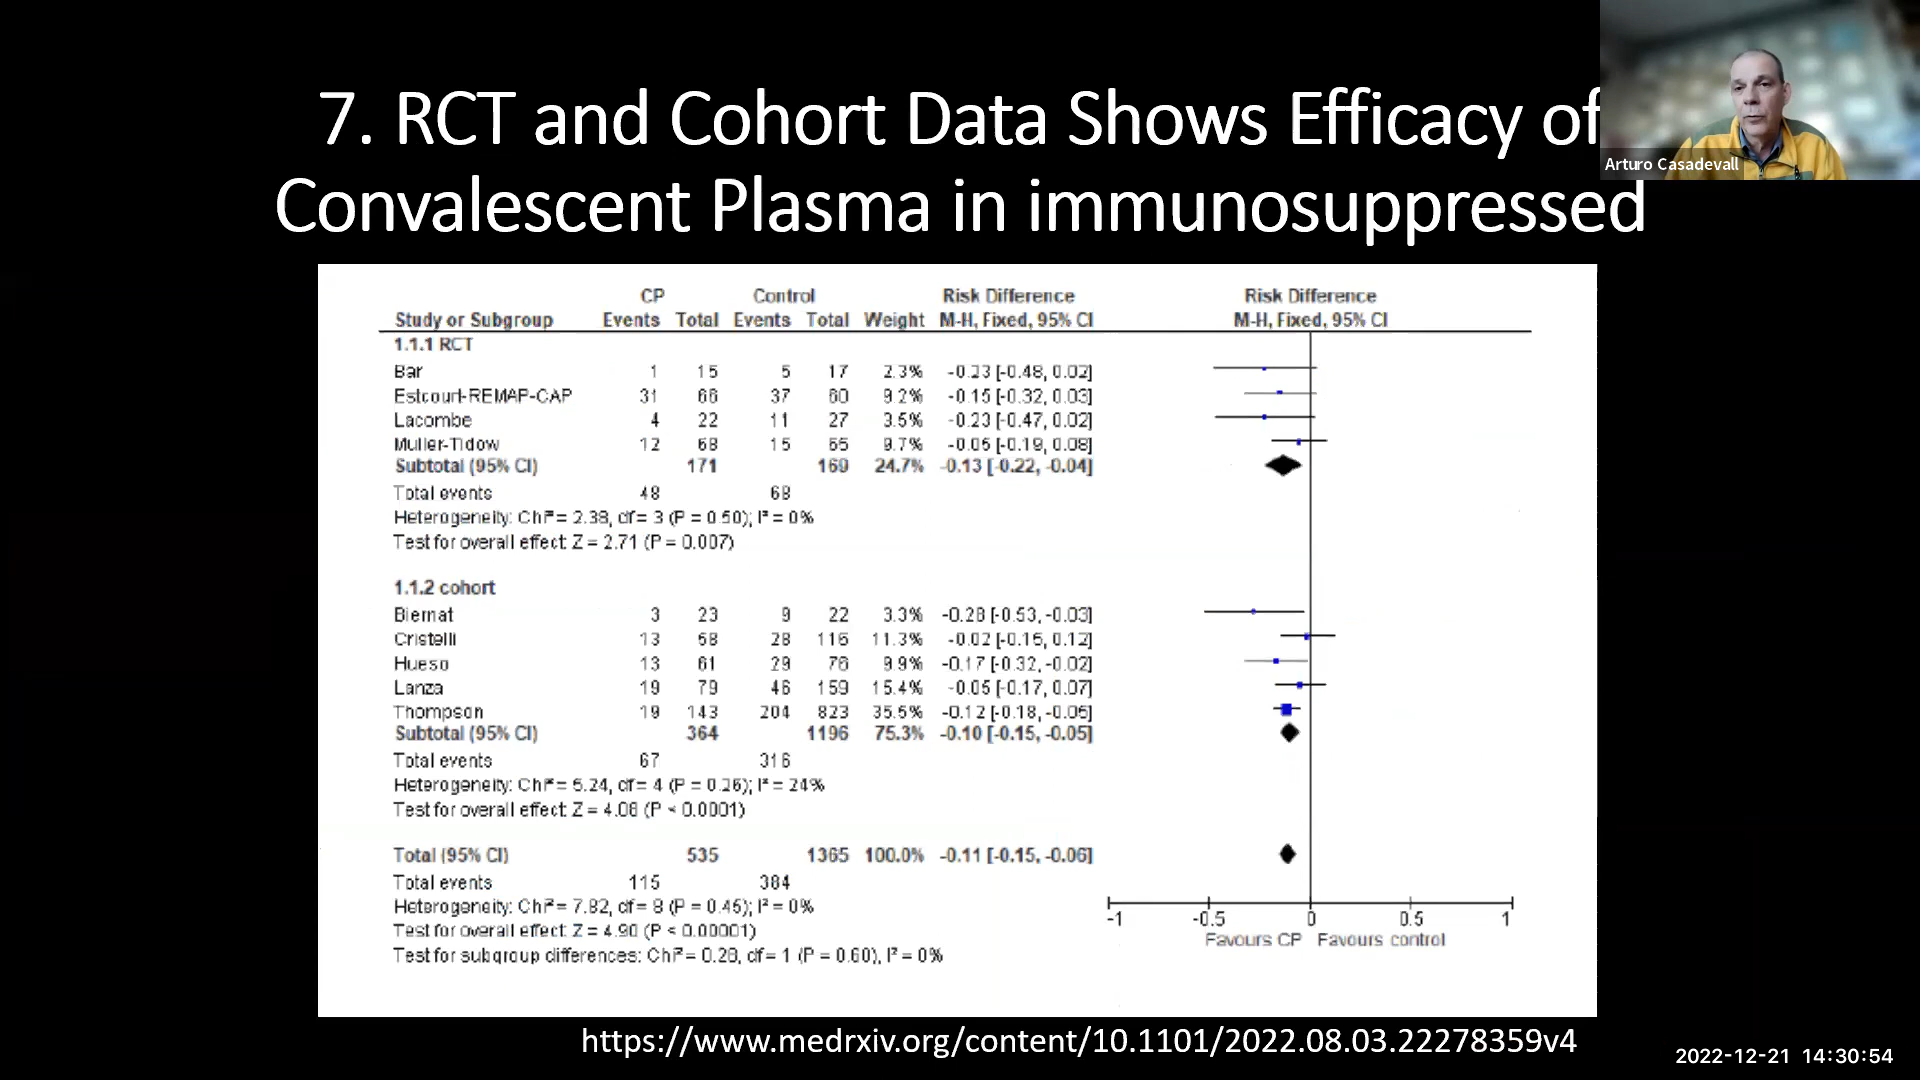 7. RCT and Cohort Data Shows Efficacy of
Convalescent Plasma in immunosuppressed
Arturo Casadevall
CP Control Risk Difference Risk Difference
Study or Subgroup Events Total Events Total Weight M-H, Fixed, 95% CI M-H, Fixed, 95% CI
1.1.1 RCT
Bar 1 15 5 17 2.3% -0.23 [-0.48, 0.02]
Estcourt-REMAP-CAP 31 66 37 60 9.2% -0.15 [-0.32, 0.03]
Lacombe 4 22 11 27 3.5% -0.23 [-0.47, 0.02]
Muller-Tidow 12 68 15 65 9.7% -0.05 [-0.19, 0.08]
Subtotal (95% CI) 171 169 24.7% -0.13 [-0.22, -0.04]
Total events 48 68
Heterogeneity: Chi² = 2.38, df = 3 (P = 0.50); I² = 0%
Test for overall effect: Z = 2.71 (P = 0.007)
1.1.2 cohort
Biernat 3 23 9 22 3.3% -0.28 [-0.53, -0.03]
Cristelli 13 58 28 116 11.3% -0.02 [-0.15, 0.12]
Hueso 13 61 29 76 9.9% -0.17 [-0.32, -0.02]
Lanza 19 79 46 159 15.4% -0.05 [-0.17, 0.07]
Thompson 19 143 204 823 35.5% -0.12 [-0.18, -0.05]
Subtotal (95% CI) 364 1196 75.3% -0.10 [-0.15, -0.05]
Total events 67 316
Heterogeneity: Chi² = 5.24, df = 4 (P = 0.26); I² = 24%
Test for overall effect: Z = 4.08 (P < 0.0001)
Total (95% CI) 535 1365 100.0% -0.11 [-0.15, -0.06]
Total events 115 384
Heterogeneity: Chi² = 7.82, df = 8 (P = 0.45); I² = 0%
Test for overall effect: Z = 4.90 (P < 0.00001)
Test for subgroup differences: Chi² = 0.28, df = 1 (P = 0.60), I² = 0%
-1 -0.5 0 0.5 1
Favours CP Favours control
https://www.medrxiv.org/content/10.1101/2022.08.03.22278359v4
2022-12-21 14:30:54